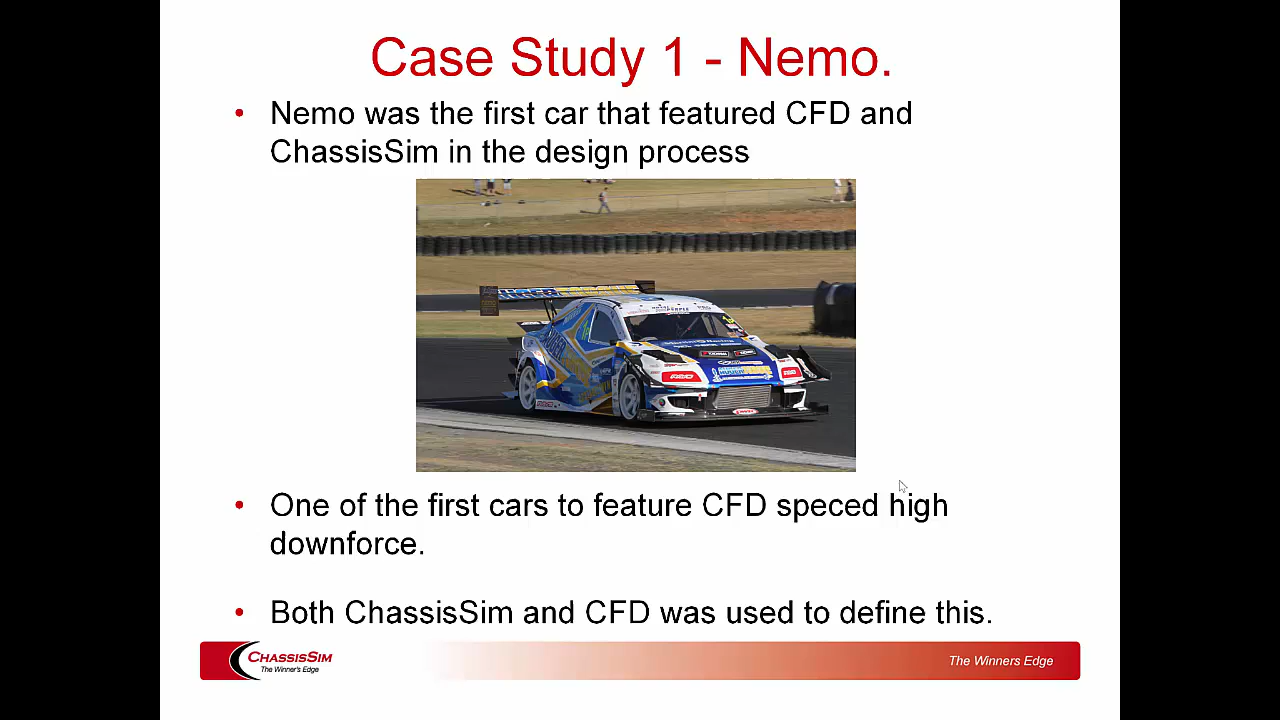 Case Study 1 - Nemo.
• Nemo was the first car that featured CFD and
ChassisSim in the design process
• One of the first cars to feature CFD speced high
downforce.
• Both ChassisSim and CFD was used to define this.
CHASSISSIM
The Winner's Edge
The Winners Edge